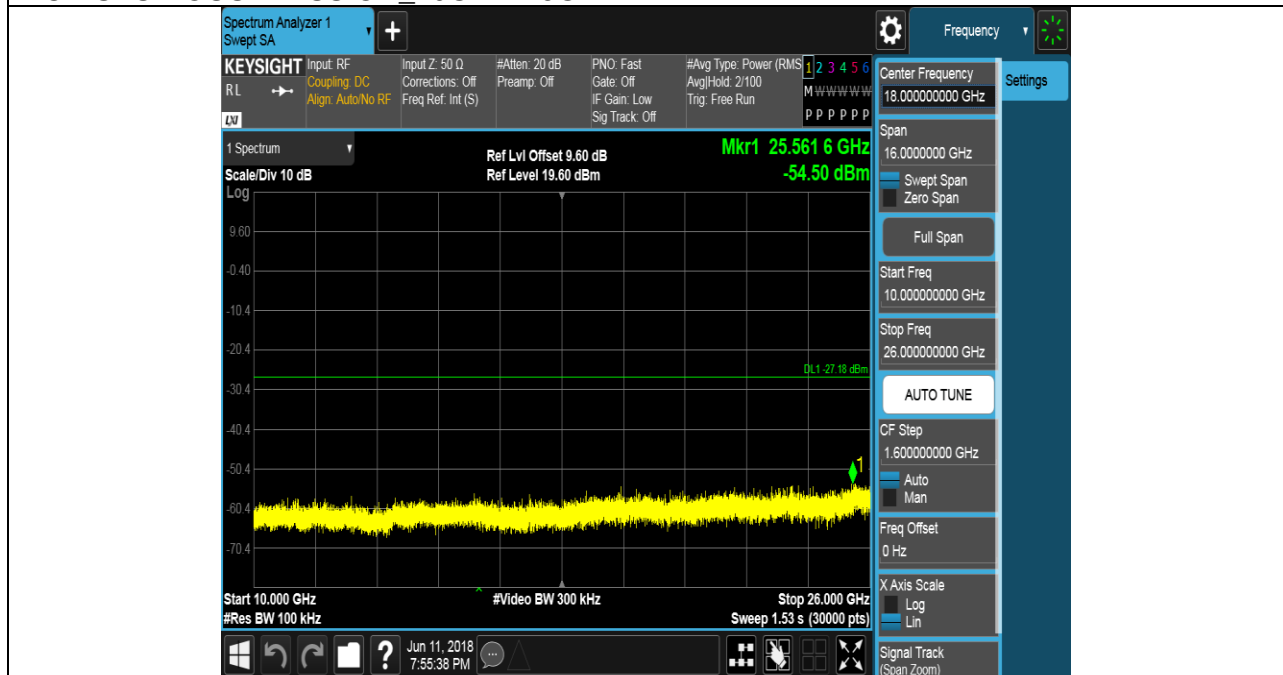 Spectrum Analyzer 1
Swept SA
Frequency
KEYSIGHT
RL
LXI
Input: RF
Coupling: DC
Align: Auto/No RF
Input Z: 50 Ω
Corrections: Off
Freq Ref: Int (S)
#Atten: 20 dB
Preamp: Off
PNO: Fast
Gate: Off
IF Gain: Low
Sig Track: Off
#Avg Type: Power (RMS
Avg|Hold: 2/100
Trig: Free Run
1 2 3 4 5 6
M W W W W W
P P P P P P
1 Spectrum
Scale/Div 10 dB
Log
Ref Lvl Offset 9.60 dB
Ref Level 19.60 dBm
Mkr1 25.561 6 GHz
-54.50 dBm
9.60
-0.40
-10.4
-20.4
DL1 -27.18 dBm
-30.4
-40.4
-50.4
1
-60.4
-70.4
Start 10.000 GHz
#Res BW 100 kHz
#Video BW 300 kHz
Stop 26.000 GHz
Sweep 1.53 s (30000 pts)
Jun 11, 2018
7:55:38 PM
Center Frequency
18.000000000 GHz
Settings
Span
16.0000000 GHz
Swept Span
Zero Span
Full Span
Start Freq
10.000000000 GHz
Stop Freq
26.000000000 GHz
AUTO TUNE
CF Step
1.600000000 GHz
Auto
Man
Freq Offset
0 Hz
X Axis Scale
Log
Lin
Signal Track
(Span Zoom)